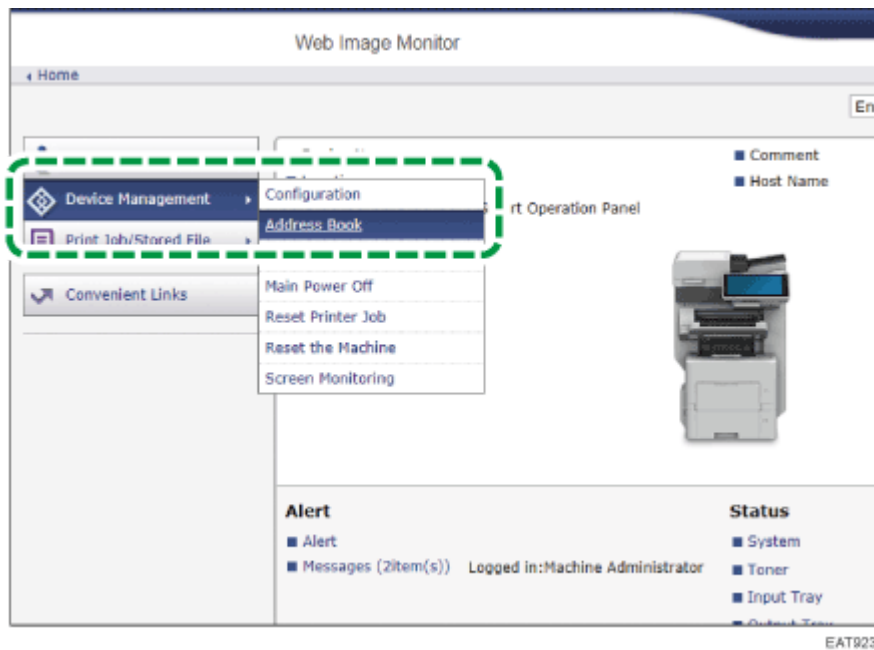 Web Image Monitor
Home
En
Comment
Host Name
Device Management
Configuration
rt Operation Panel
Address Book
Print Job/Stored File
Convenient Links
Main Power Off
Reset Printer Job
Reset the Machine
Screen Monitoring
Alert
Status
Alert
System
Messages (2item(s)) Logged in:Machine Administrator
Toner
Input Tray
Output Tray
EAT923